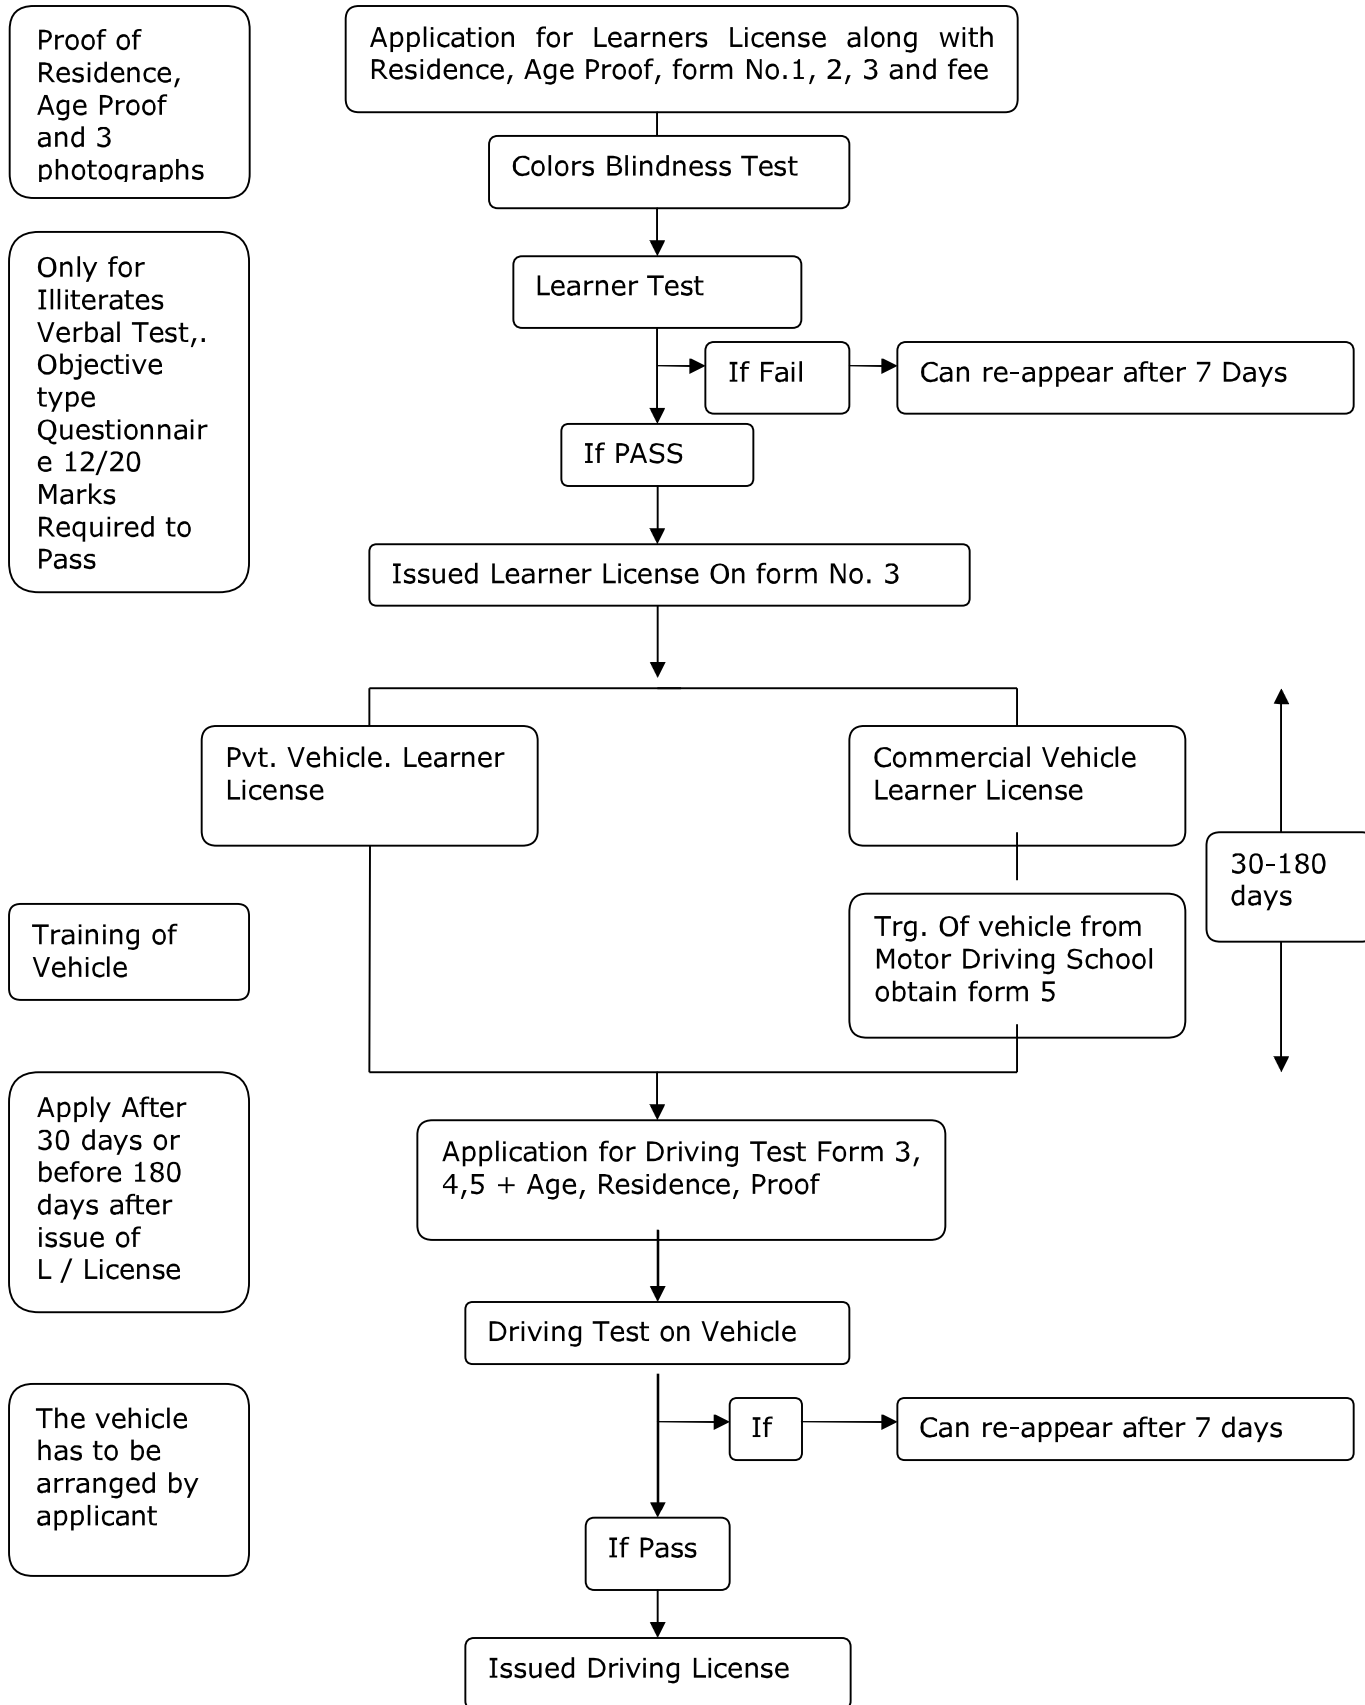 Proof of
Residence,
Age Proof
and 3
photographs
Application for Learners License along with
Residence, Age Proof, form No.1, 2, 3 and fee
Colors Blindness Test
Only for
Illiterates
Verbal Test,.
Objective
type
Questionnair
e 12/20
Marks
Required to
Pass
Learner Test
If Fail
Can re-appear after 7 Days
If PASS
Issued Learner License On form No. 3
Pvt. Vehicle. Learner
License
Commercial Vehicle
Learner License
30-180
days
Training of
Vehicle
Trg. Of vehicle from
Motor Driving School
obtain form 5
Apply After
30 days or
before 180
days after
issue of
L / License
Application for Driving Test Form 3,
4,5 + Age, Residence, Proof
Driving Test on Vehicle
The vehicle
has to be
arranged by
applicant
If
Can re-appear after 7 days
If Pass
Issued Driving License